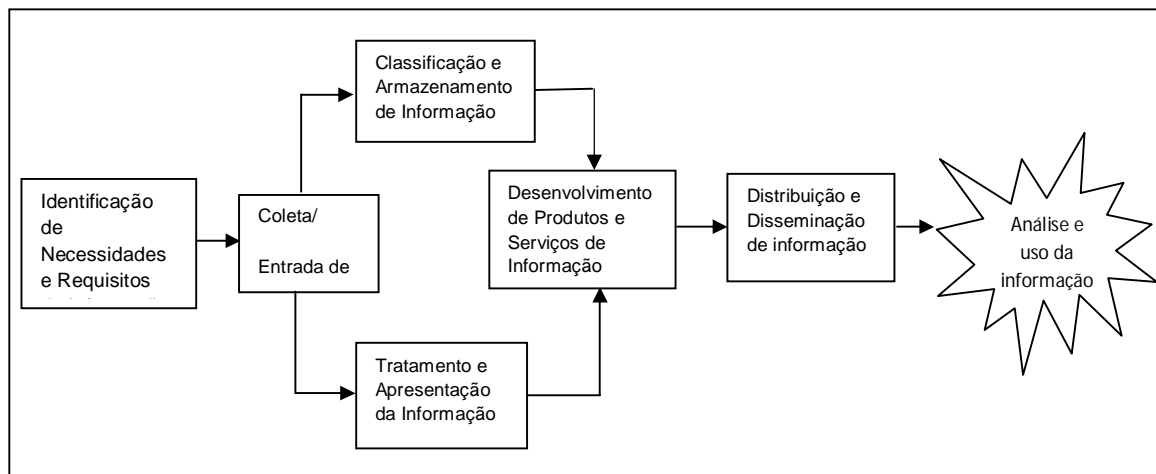 Identificação
de
Necessidades
e Requisitos
Coleta/
Entrada de
Classificação e
Armazenamento
de Informação
Tratamento e
Apresentação
da Informação
Desenvolvimento
de Produtos e
Serviços de
Informação
Distribuição e
Disseminação
de informação
Análise e
uso da
informação